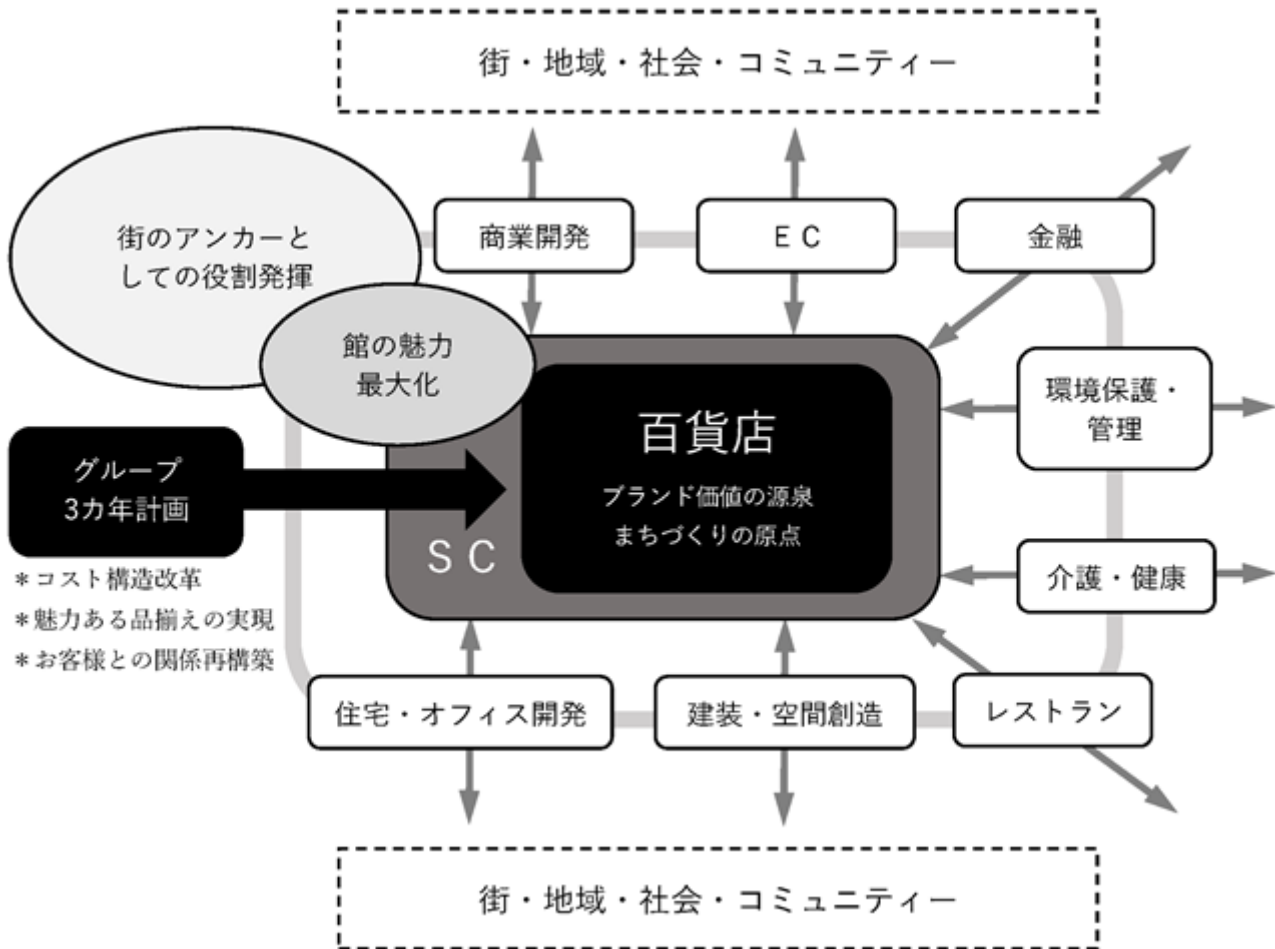 街・地域・社会・コミュニティー
街のアンカーと
しての役割発揮
商業開発
ＥＣ
金融
館の魅力
最大化
環境保護・
管理
百貨店
ブランド価値の源泉
まちづくりの原点
グループ
3カ年計画
ＳＣ
＊コスト構造改革
＊魅力ある品揃えの実現
＊お客様との関係再構築
介護・健康
住宅・オフィス開発
建装・空間創造
レストラン
街・地域・社会・コミュニティー